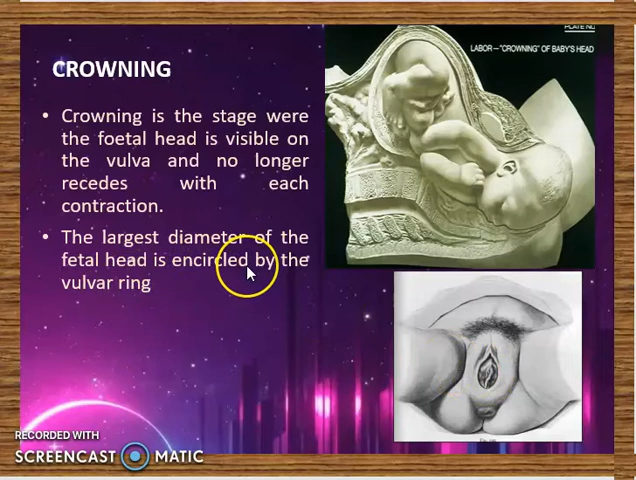 PLATE NO
LABOR—"CROWNING" OF BABY'S HEAD
CROWNING
• Crowning is the stage were
the foetal head is visible on
the vulva and no longer
recedes with each
contraction.
• The largest diameter of the
fetal head is encircled by the
vulvar ring
RECORDED WITH
SCREENCAST MATIC